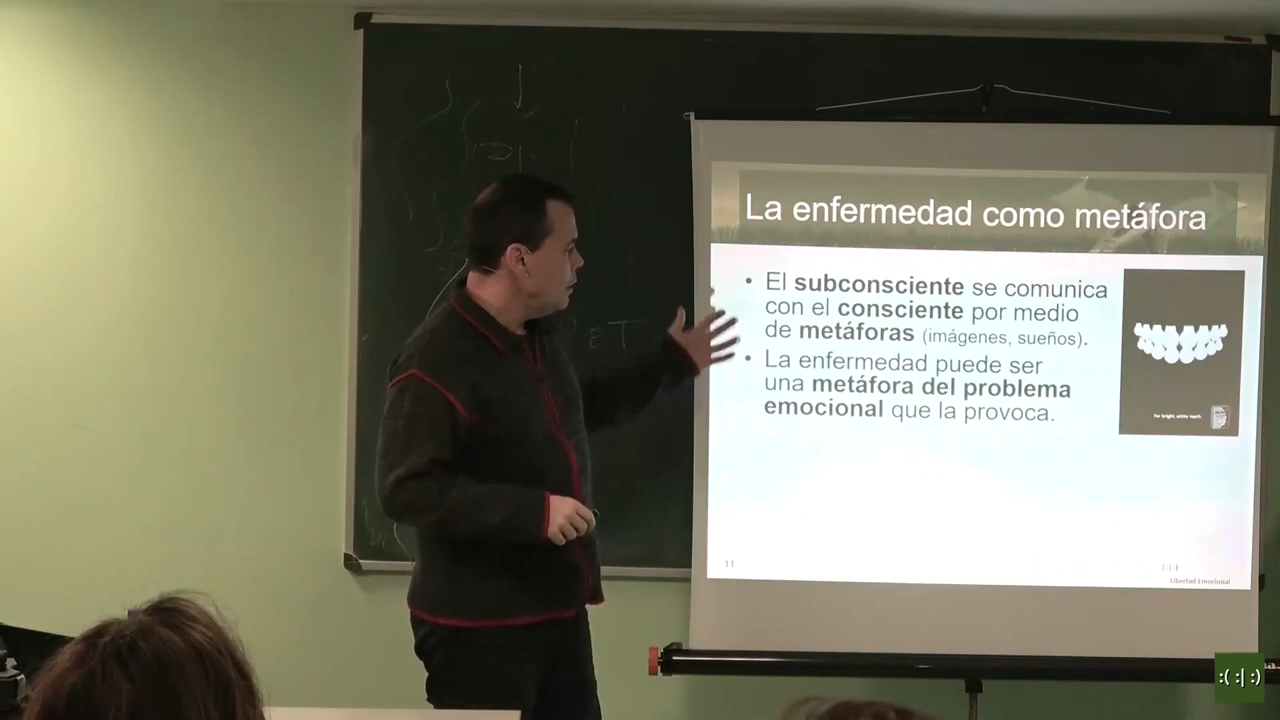 La enfermedad como metáfora
• El subconsciente se comunica
con el consciente por medio
de metáforas (imágenes, sueños).
• La enfermedad puede ser
una metáfora del problema
emocional que la provoca.
For bright, white teeth.
11
Libertad Emocional
:( :| :)